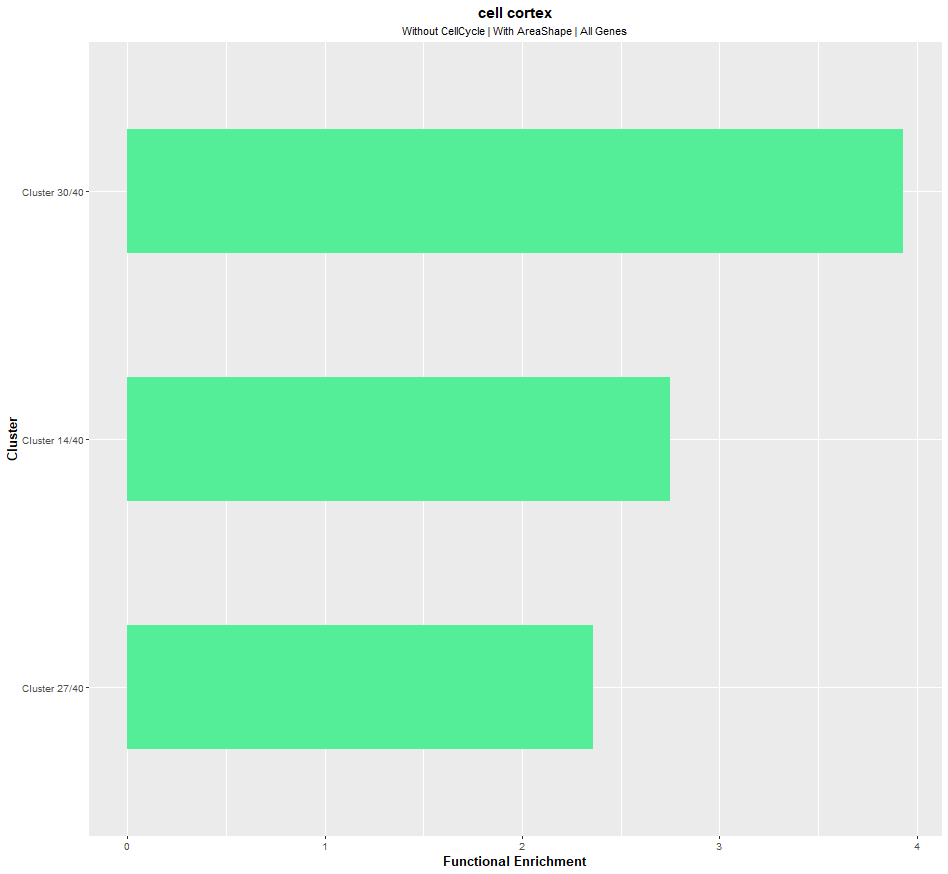 cell cortex
Without CellCycle | With AreaShape | All Genes
Cluster
Cluster 30/40
Cluster 14/40
Cluster 27/40
0 1 2 3 4
Functional Enrichment